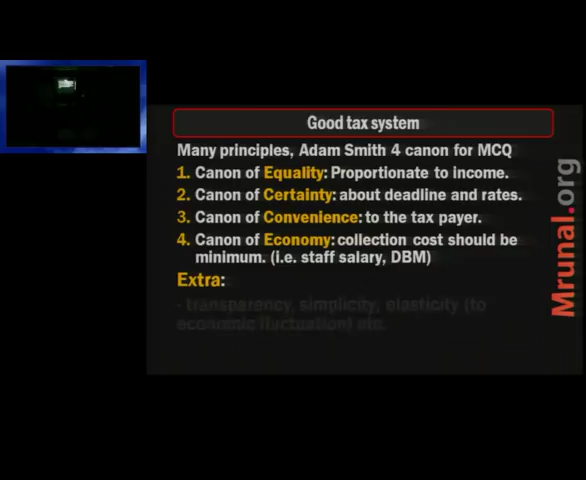 Good tax system
Many principles, Adam Smith 4 canon for MCQ
1. Canon of Equality: Proportionate to income.
2. Canon of Certainty: about deadline and rates.
3. Canon of Convenience: to the tax payer.
4. Canon of Economy: collection cost should be
minimum. (i.e. staff salary, DBM)
Extra:
- transparency, simplicity, elasticity (to
economic fluctuation) etc.
Mrunal.org